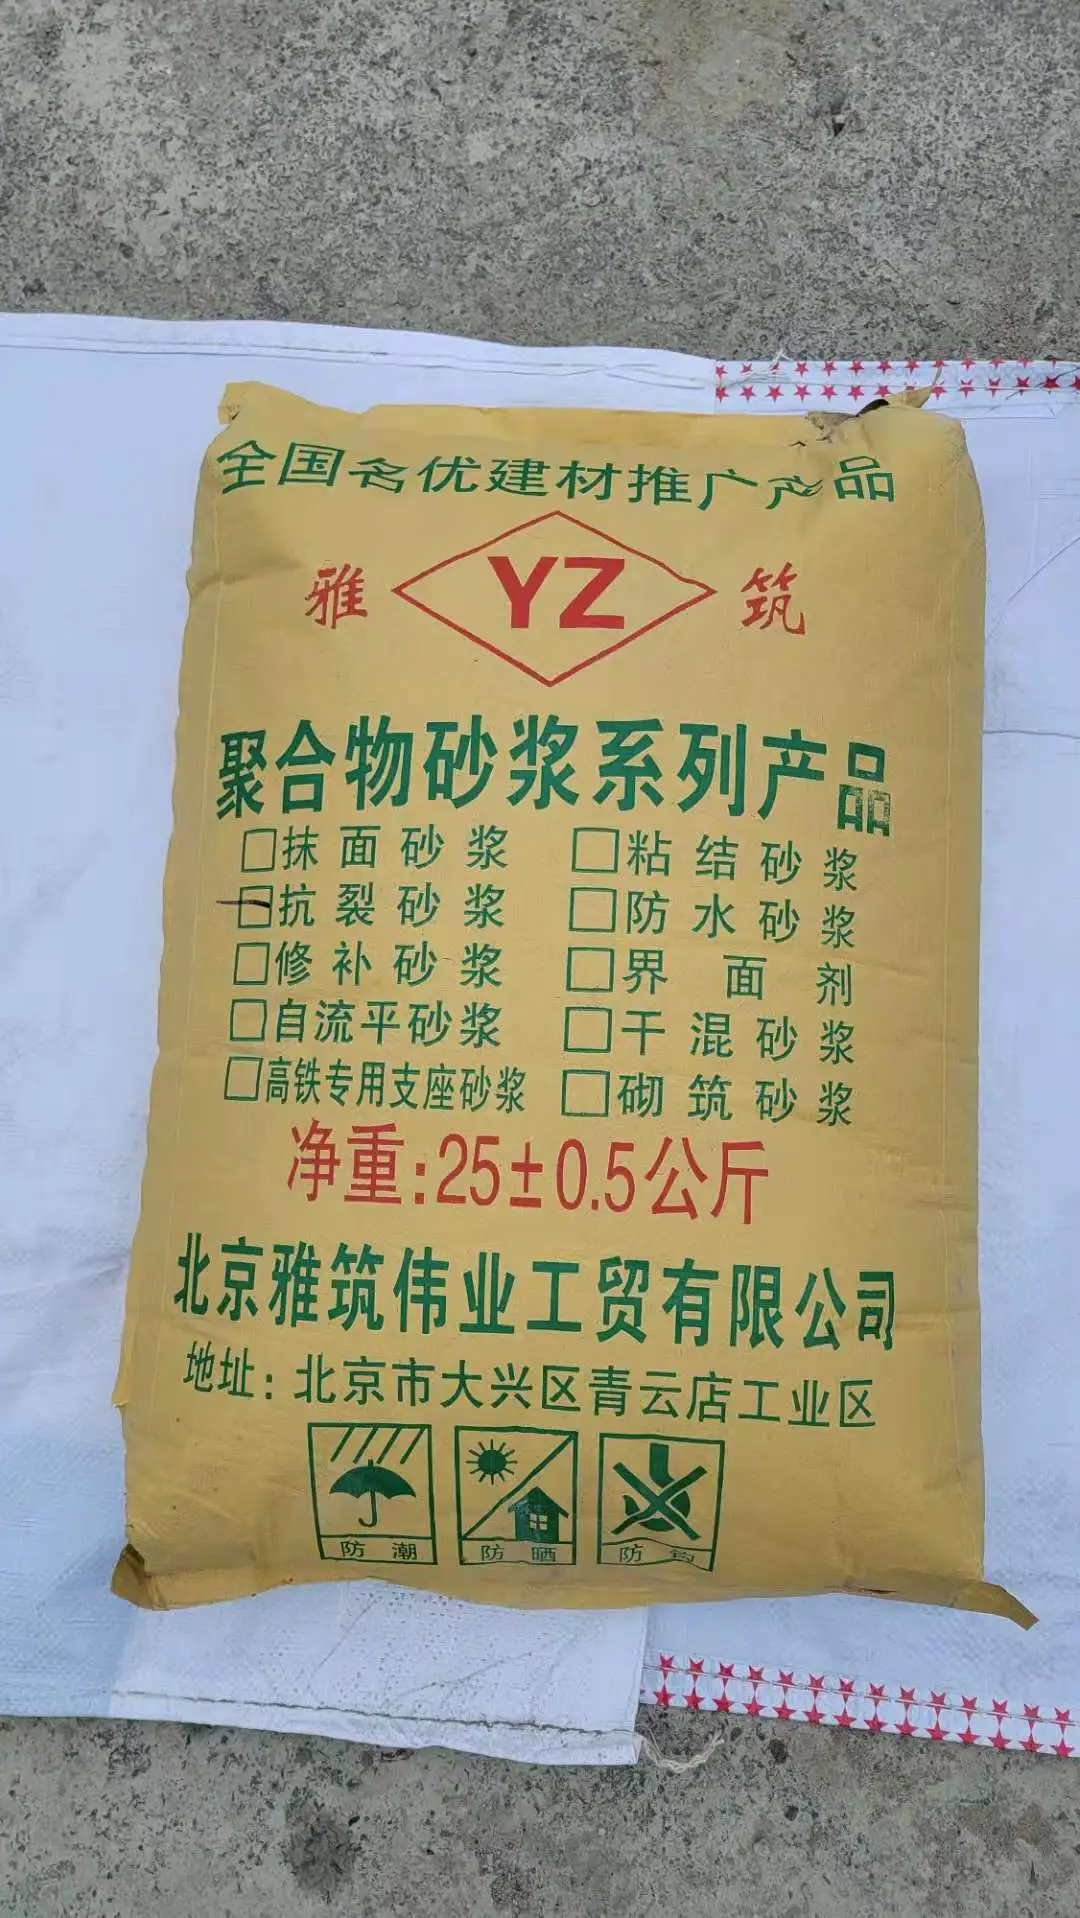 全国名优建材推广产品
雅 YZ 筑
聚合物砂浆系列产品
□抹面砂浆 □粘结砂浆
□抗裂砂浆 □防水砂浆
□修补砂浆 □界面剂
□自流平砂浆 □干混砂浆
□高铁专用支座砂浆 □砌筑砂浆
净重:25±0.5公斤
北京雅筑伟业工贸有限公司
地址:北京市大兴区青云店工业区
防潮 防晒 防钩